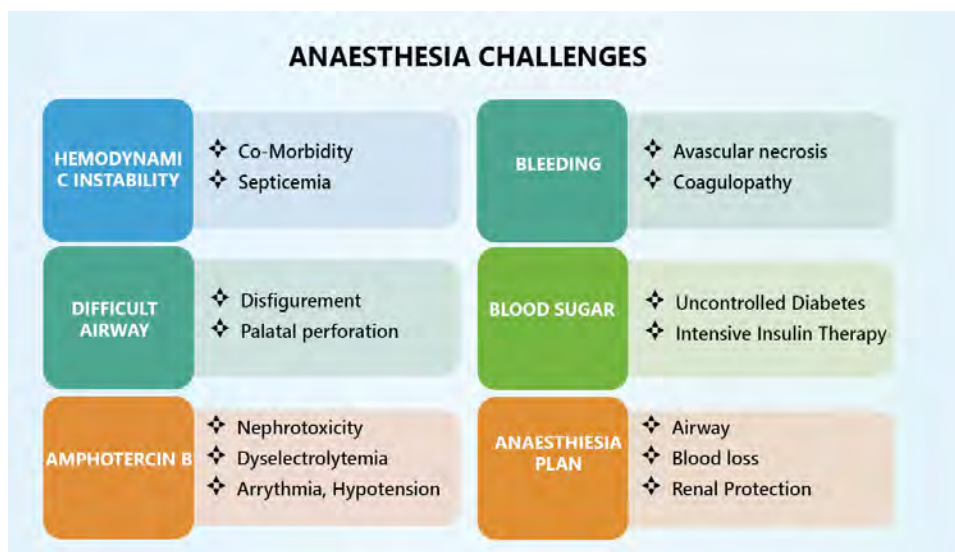 ANAESTHESIA CHALLENGES
HEMODYNAMI
C INSTABILITY
❖ Co-Morbidity
❖ Septicemia
BLEEDING
❖ Avascular necrosis
❖ Coagulopathy
DIFFICULT
AIRWAY
❖ Disfigurement
❖ Palatal perforation
BLOOD SUGAR
❖ Uncontrolled Diabetes
❖ Intensive Insulin Therapy
AMPHOTERCIN B
❖ Nephrotoxicity
❖ Dyselectrolytemia
❖ Arrythmia, Hypotension
ANAESTHIESIA
PLAN
❖ Airway
❖ Blood loss
❖ Renal Protection